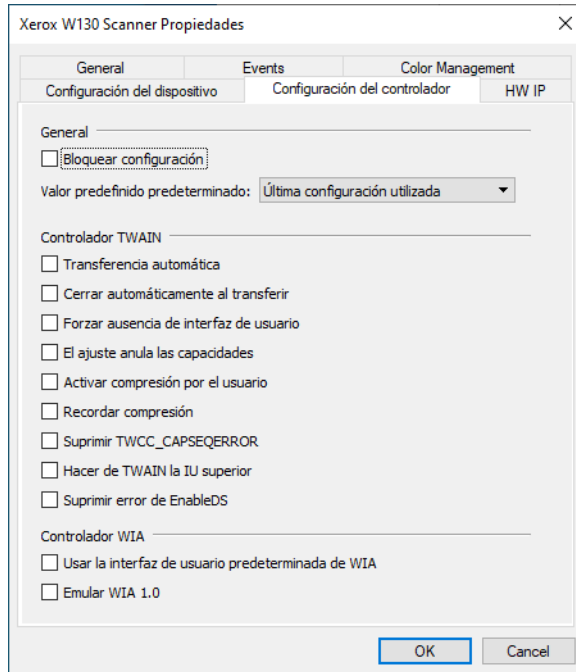 Xerox W130 Scanner Propiedades
General Events Color Management
Configuración del dispositivo Configuración del controlador HW IP
General
Bloquear configuración
Valor predefinido predeterminado: Última configuración utilizada
Controlador TWAIN
Transferencia automática
Cerrar automáticamente al transferir
Forzar ausencia de interfaz de usuario
El ajuste anula las capacidades
Activar compresión por el usuario
Recordar compresión
Suprimir TWCC_CAPSEQERROR
Hacer de TWAIN la IU superior
Suprimir error de EnableDS
Controlador WIA
Usar la interfaz de usuario predeterminada de WIA
Emular WIA 1.0
OK Cancel